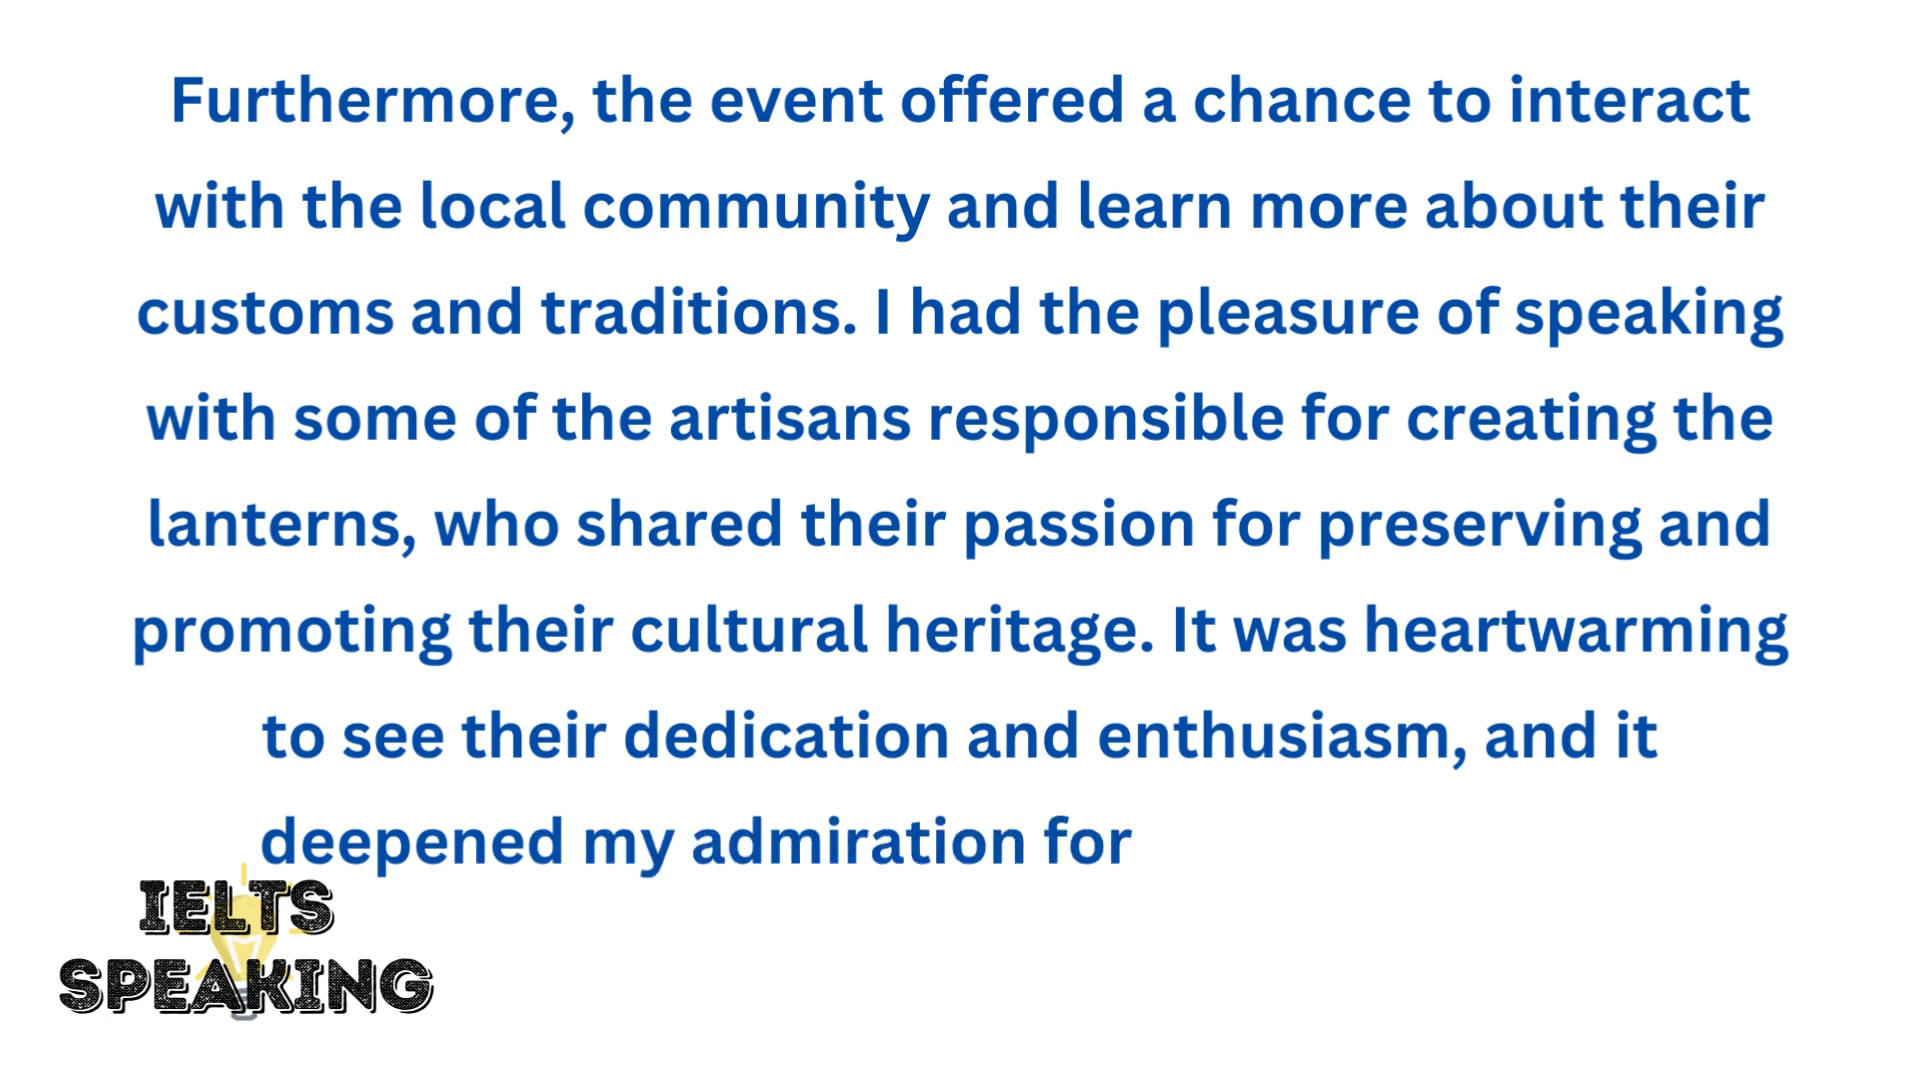 Furthermore, the event offered a chance to interact
with the local community and learn more about their
customs and traditions. I had the pleasure of speaking
with some of the artisans responsible for creating the
lanterns, who shared their passion for preserving and
promoting their cultural heritage. It was heartwarming
to see their dedication and enthusiasm, and it
deepened my admiration for
IELTS
SPEAKING